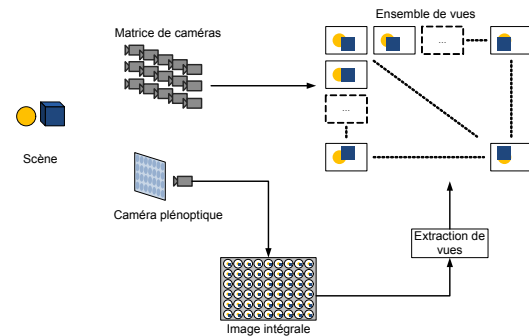 Matrice de caméras
Ensemble de vues
...
...
Scène
Caméra plénoptique
Extraction de
vues
Image intégrale